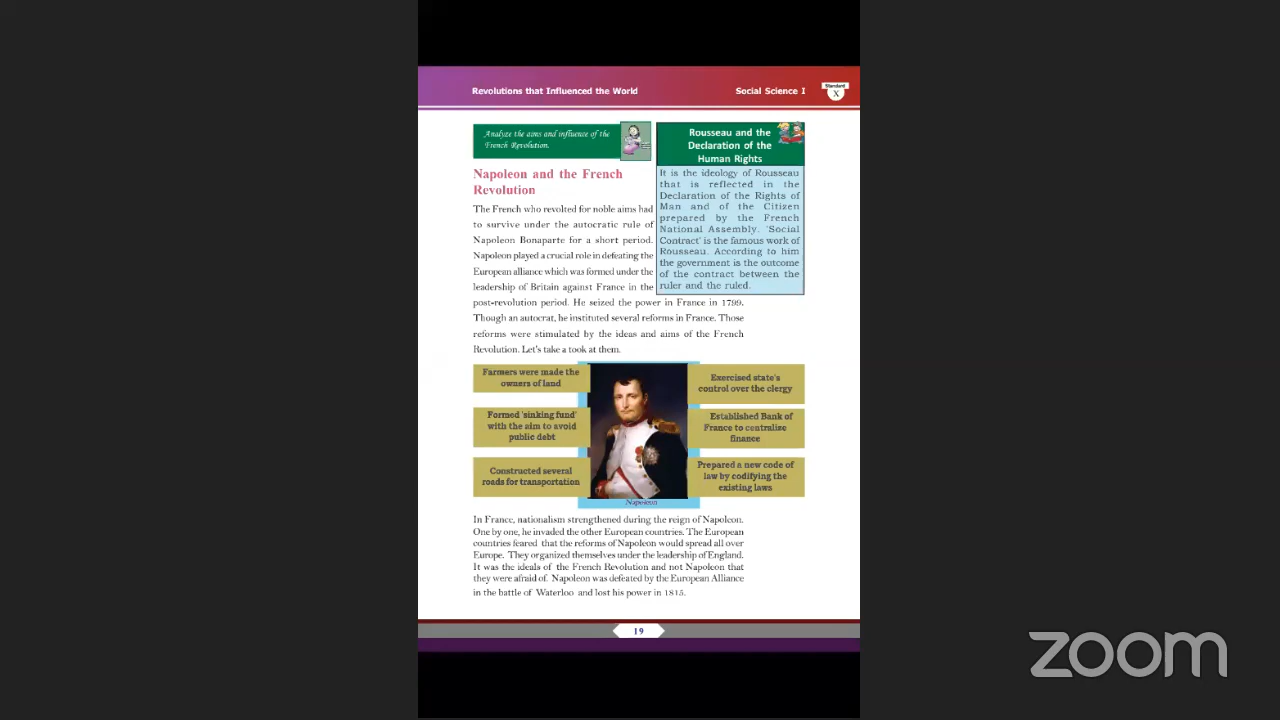 Revolutions that Influenced the World
Social Science I
Standard
X
Analyze the aims and influence of the
French Revolution.
Rousseau and the
Declaration of the
Human Rights
It is the ideology of Rousseau
that is reflected in the
Declaration of the Rights of
Man and of the Citizen
prepared by the French
National Assembly. 'Social
Contract' is the famous work of
Rousseau. According to him
the government is the outcome
of the contract between the
ruler and the ruled.
Napoleon and the French
Revolution
The French who revolted for noble aims had
to survive under the autocratic rule of
Napoleon Bonaparte for a short period.
Napoleon played a crucial role in defeating the
European alliance which was formed under the
leadership of Britain against France in the
post-revolution period. He seized the power in France in 1799.
Though an autocrat, he instituted several reforms in France. Those
reforms were stimulated by the ideas and aims of the French
Revolution. Let's take a took at them.
Farmers were made the
owners of land
Formed 'sinking fund'
with the aim to avoid
public debt
Constructed several
roads for transportation
Exercised state's
control over the clergy
Established Bank of
France to centralise
finance
Prepared a new code of
law by codifying the
existing laws
Napoleon
In France, nationalism strengthened during the reign of Napoleon.
One by one, he invaded the other European countries. The European
countries feared that the reforms of Napoleon would spread all over
Europe. They organized themselves under the leadership of England.
It was the ideals of the French Revolution and not Napoleon that
they were afraid of. Napoleon was defeated by the European Alliance
in the battle of Waterloo and lost his power in 1815.
19
zoom